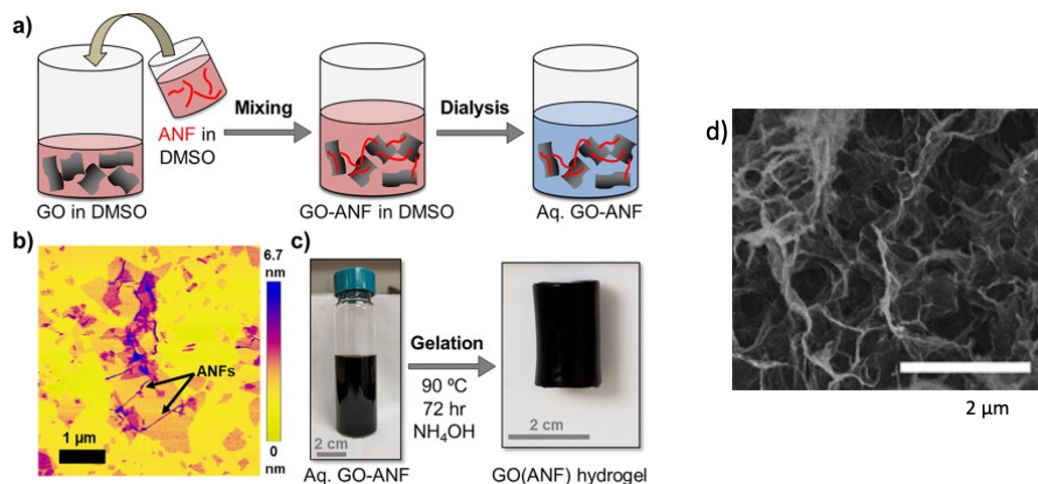 a)
ANF in
DMSO
Mixing
Dialysis
GO in DMSO
GO-ANF in DMSO
Aq. GO-ANF
b)
6.7
nm
ANFs
1 µm
0
nm
c)
2 cm
Aq. GO-ANF
Gelation
90 ºC
72 hr
NH₄OH
2 cm
GO(ANF) hydrogel
d)
2 µm